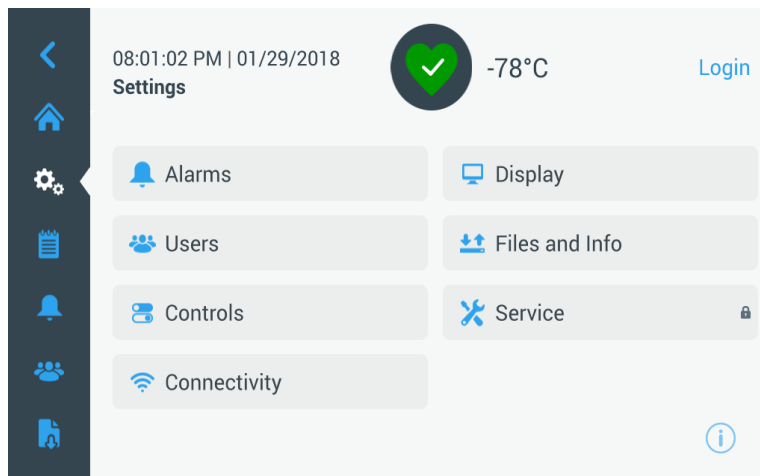 08:01:02 PM | 01/29/2018
Settings
-78°C
Login
Alarms
Display
Users
Files and Info
Controls
Service
Connectivity